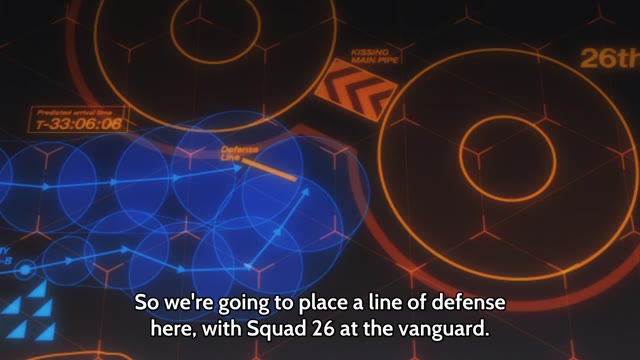 KISSING
MAIN PIPE
26th
Predicted arrival time
T-33:06:06
Defense
Line
So we're going to place a line of defense
here, with Squad 26 at the vanguard.